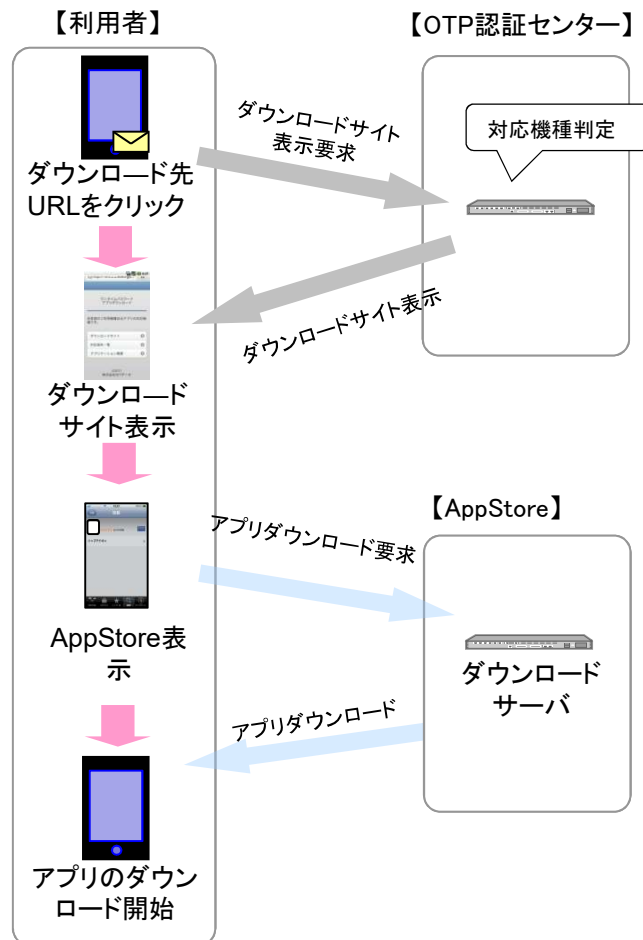 【利用者】
【OTP認証センター】
ダウンロードサイト
表示要求
対応機種判定
ダウンロ―ド先
URLをクリック
ダウンロードサイト表示
ダウンロ―ド
サイト表示
【AppStore】
アプリダウンロード要求
AppStore表
示
ダウンロード
サーバ
アプリダウンロード
アプリのダウン
ロード開始